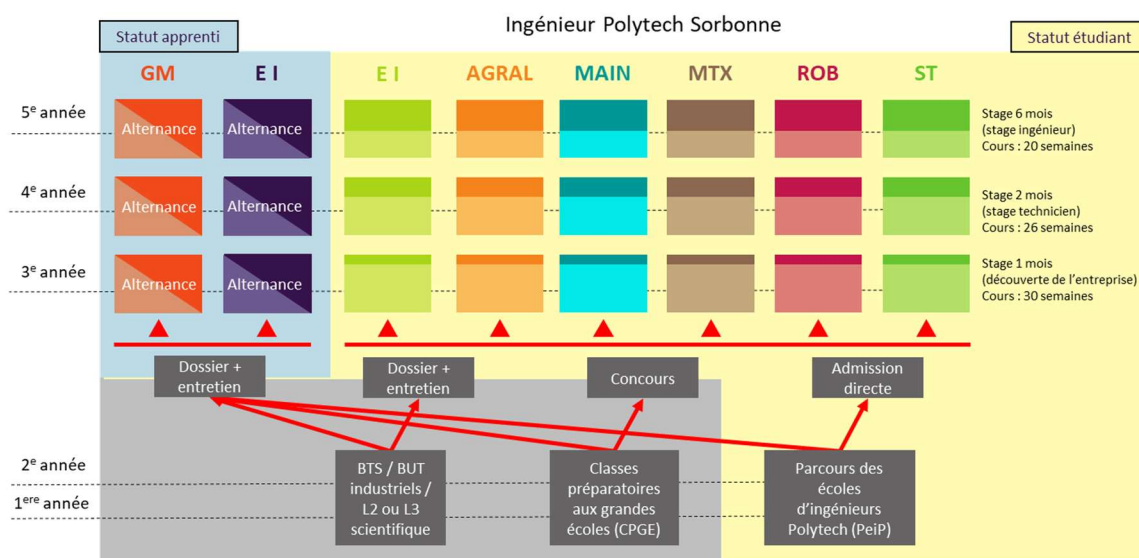 Ingénieur Polytech Sorbonne
Statut apprenti
Statut étudiant
GM
E I
E I
AGRAL
MAIN
MTX
ROB
ST
5e année
Alternance
Alternance
Stage 6 mois
(stage ingénieur)
Cours : 20 semaines
4e année
Alternance
Alternance
Stage 2 mois
(stage technicien)
Cours : 26 semaines
3e année
Alternance
Alternance
Stage 1 mois
(découverte de l'entreprise)
Cours : 30 semaines
Dossier +
entretien
Dossier +
entretien
Concours
Admission
directe
2e année
1ere année
BTS / BUT
industriels /
L2 ou L3
scientifique
Classes
préparatoires
aux grandes
écoles (CPGE)
Parcours des
écoles
d'ingénieurs
Polytech (PeiP)